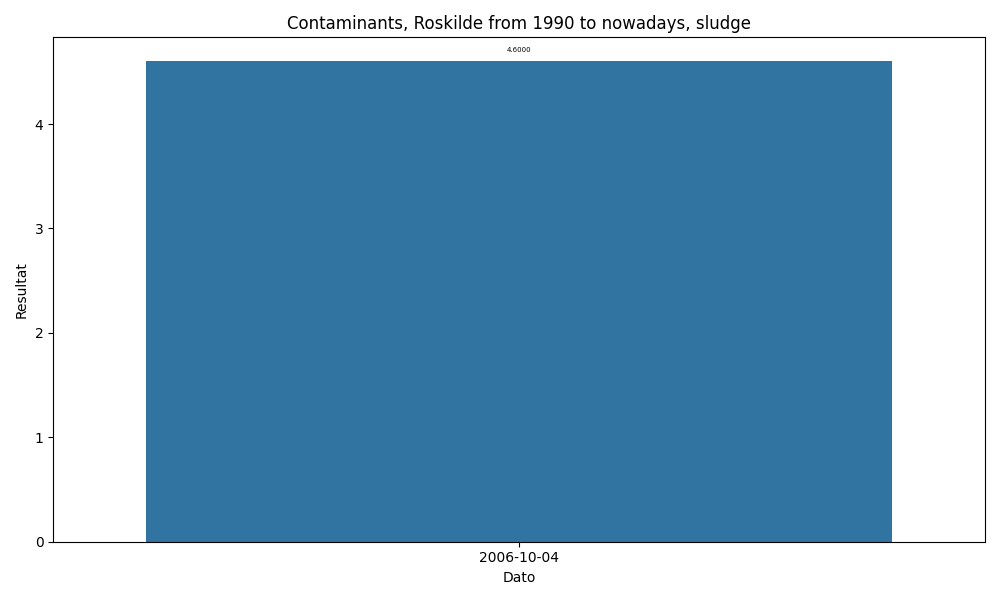 Contaminants, Roskilde from 1990 to nowadays, sludge
4.6000
4
3
2
1
0
Resultat
2006-10-04
Dato